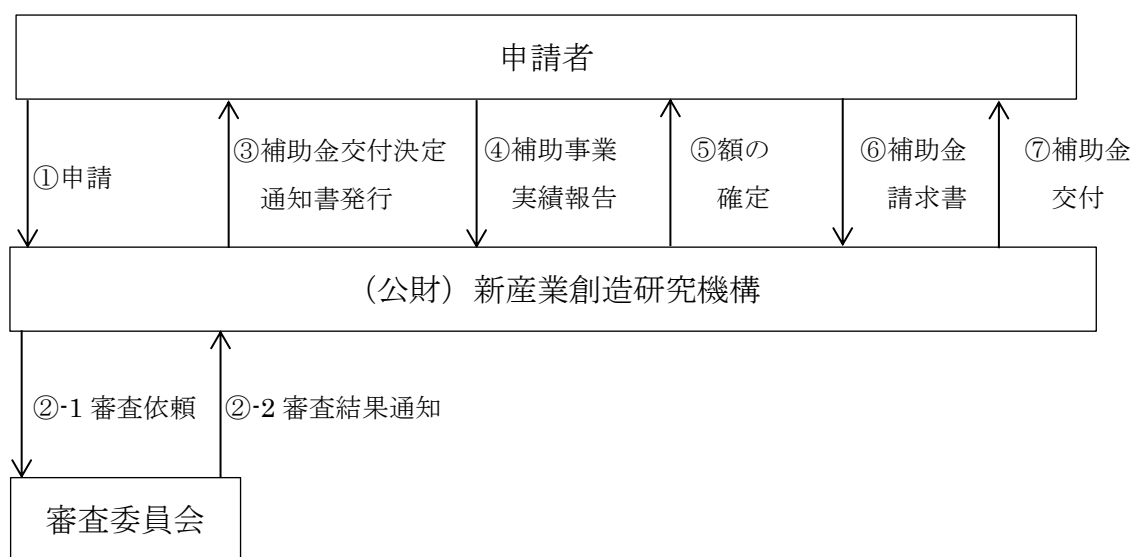 申請者
①申請
③補助金交付決定
通知書発行
④補助事業
実績報告
⑤額の
確定
⑥補助金
請求書
⑦補助金
交付
（公財）新産業創造研究機構
②-1 審査依頼
②-2 審査結果通知
審査委員会